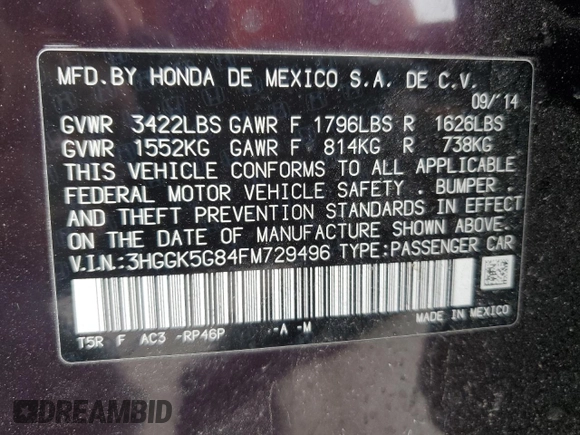 MFD.BY HONDA DE MEXICO S.A. DE C.V.
09/'14
GVWR 3422LBS GAWR F 1796LBS R 1626LBS
GVWR 1552KG GAWR F 814KG R 738KG
THIS VEHICLE CONFORMS TO ALL APPLICABLE
FEDERAL MOTOR VEHICLE SAFETY . BUMPER .
AND THEFT PREVENTION STANDARDS IN EFFECT
ON THE DATE OF MANUFACTURE SHOWN ABOVE.
V.I.N.:3HGGK5G84FM729496 TYPE:PASSENGER CAR
T5R F AC3 -RP46P -A -M
MADE IN MEXICO
DREAMBID